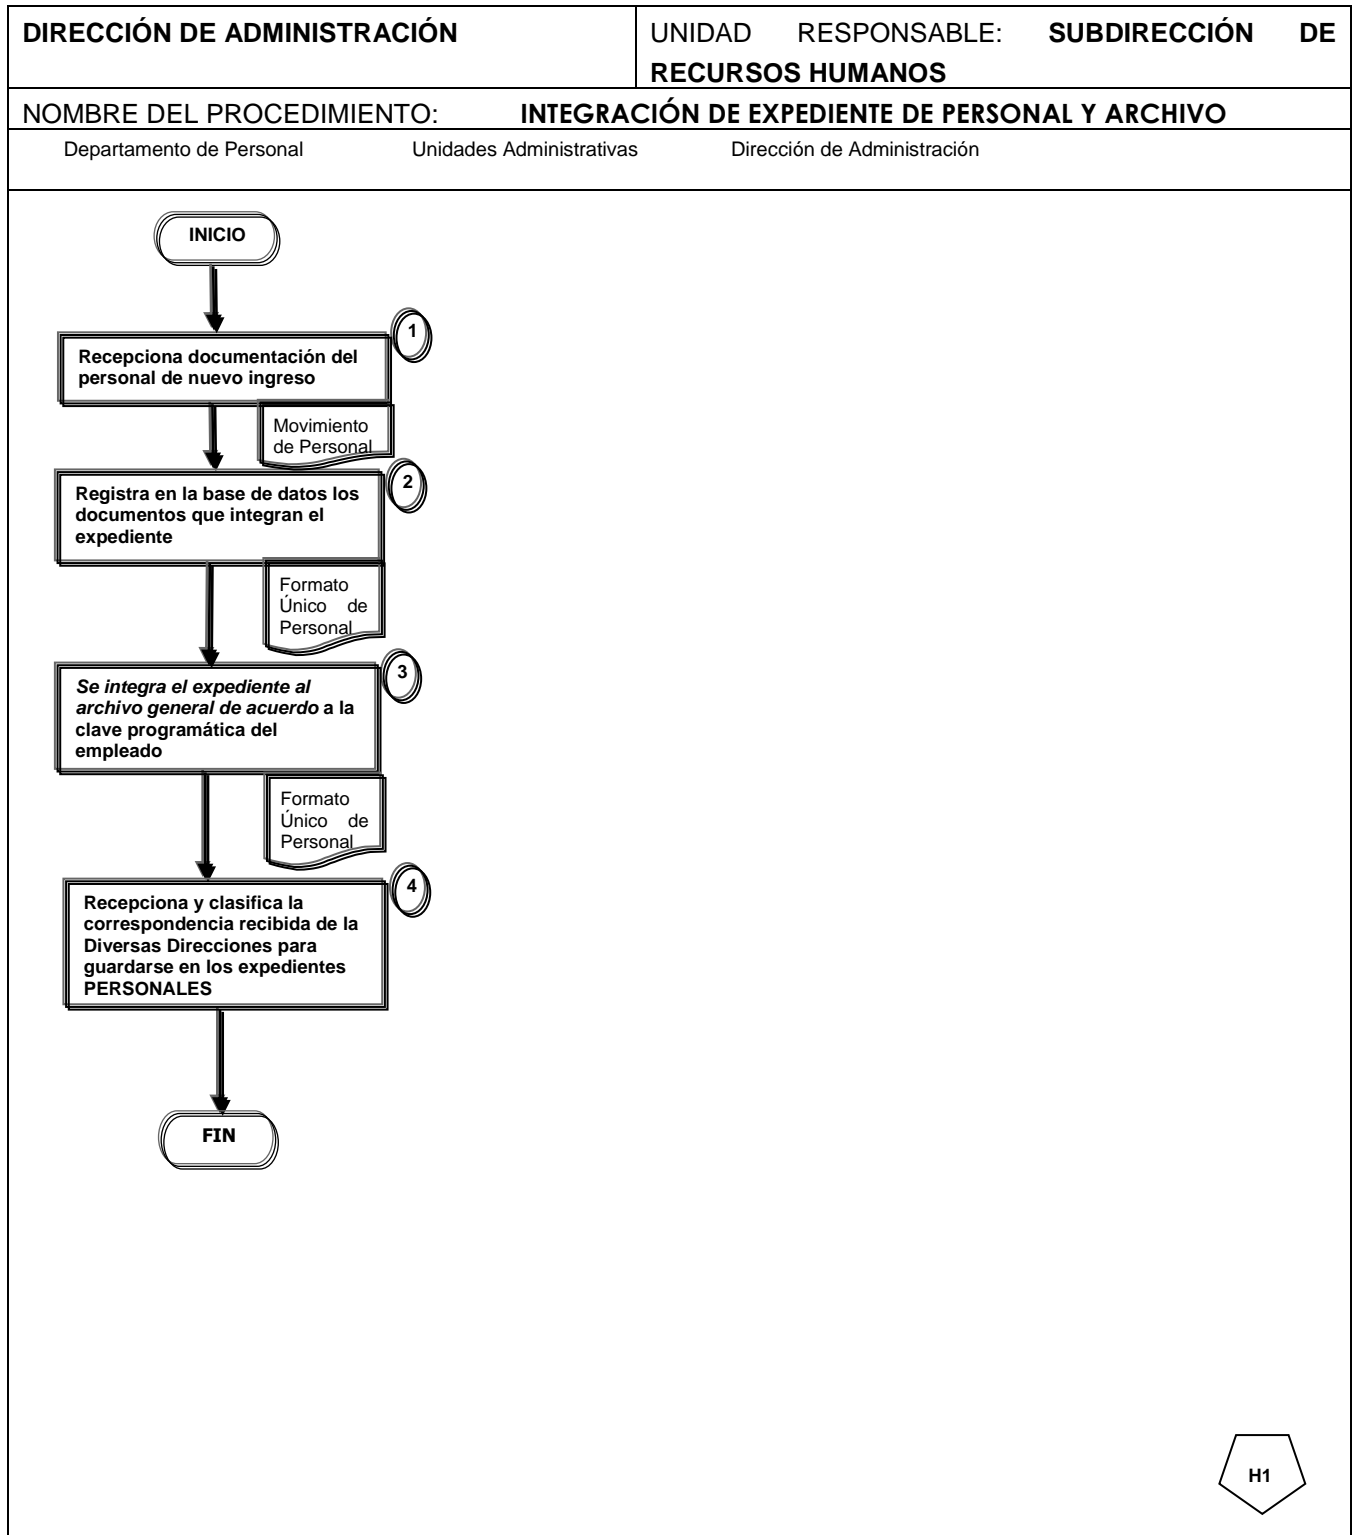 DIRECCIÓN DE ADMINISTRACIÓN
UNIDAD RESPONSABLE: SUBDIRECCIÓN DE
RECURSOS HUMANOS
NOMBRE DEL PROCEDIMIENTO: INTEGRACIÓN DE EXPEDIENTE DE PERSONAL Y ARCHIVO
Departamento de Personal Unidades Administrativas Dirección de Administración
INICIO
1
Recepciona documentación del
personal de nuevo ingreso
Movimiento
de Personal
2
Registra en la base de datos los
documentos que integran el
expediente
Formato
Único de
Personal
3
Se integra el expediente al
archivo general de acuerdo a la
clave programática del
empleado
Formato
Único de
Personal
4
Recepciona y clasifica la
correspondencia recibida de la
Diversas Direcciones para
guardarse en los expedientes
PERSONALES
FIN
H1